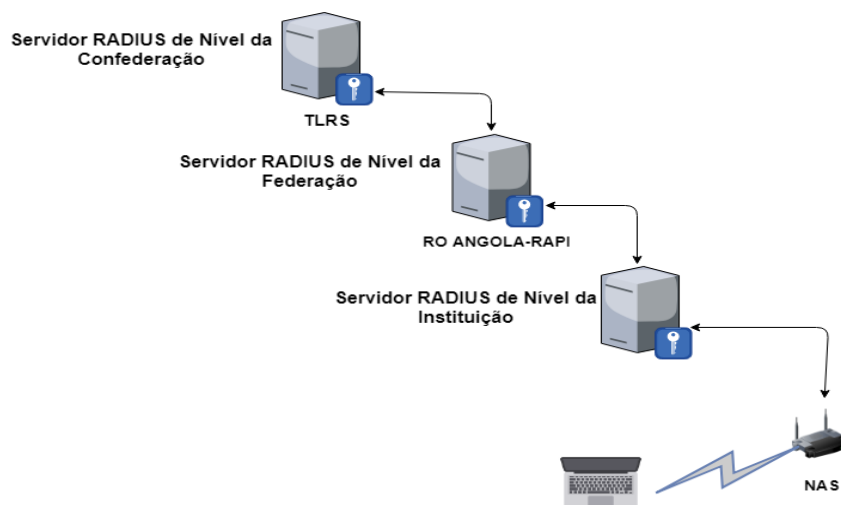 Servidor RADIUS de Nível da
Confederação
TLRS
Servidor RADIUS de Nível da
Federação
RO ANGOLA-RAPI
Servidor RADIUS de Nível da
Instituição
NAS